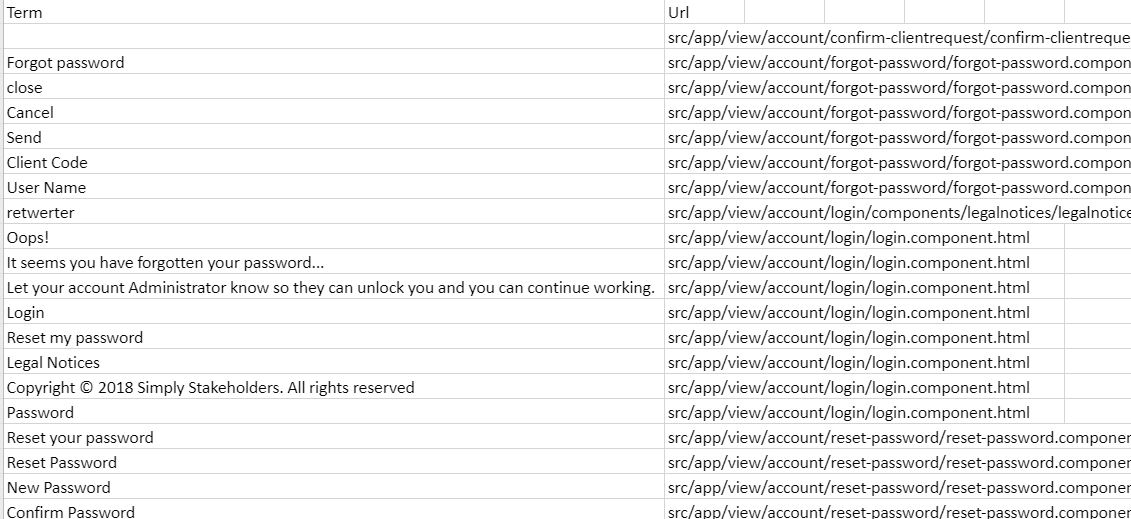 Term Url
src/app/view/account/confirm-clientrequest/confirm-clientreque
Forgot password src/app/view/account/forgot-password/forgot-password.compon
close src/app/view/account/forgot-password/forgot-password.compon
Cancel src/app/view/account/forgot-password/forgot-password.compon
Send src/app/view/account/forgot-password/forgot-password.compon
Client Code src/app/view/account/forgot-password/forgot-password.compon
User Name src/app/view/account/forgot-password/forgot-password.compon
retwerter src/app/view/account/login/components/legalnotices/legalnotice
Oops! src/app/view/account/login/login.component.html
It seems you have forgotten your password... src/app/view/account/login/login.component.html
Let your account Administrator know so they can unlock you and you can continue working. src/app/view/account/login/login.component.html
Login src/app/view/account/login/login.component.html
Reset my password src/app/view/account/login/login.component.html
Legal Notices src/app/view/account/login/login.component.html
Copyright © 2018 Simply Stakeholders. All rights reserved src/app/view/account/login/login.component.html
Password src/app/view/account/login/login.component.html
Reset your password src/app/view/account/reset-password/reset-password.componen
Reset Password src/app/view/account/reset-password/reset-password.componen
New Password src/app/view/account/reset-password/reset-password.componen
Confirm Password src/app/view/account/reset-password/reset-password.componen